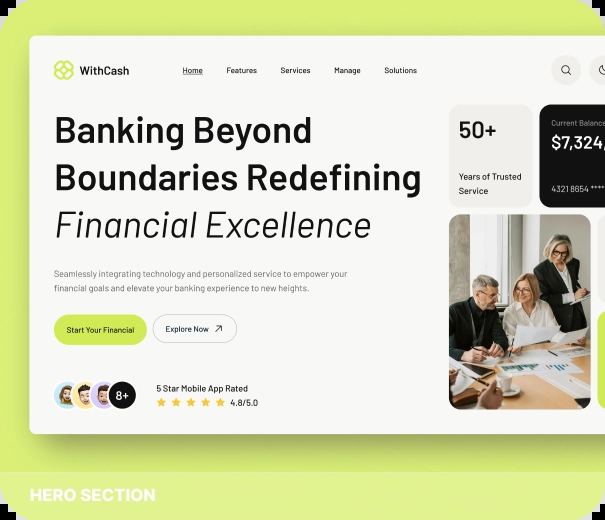 WithCash
Home Features Services Manage Solutions
Banking Beyond
Boundaries Redefining
Financial Excellence
Seamlessly integrating technology and personalized service to empower your
financial goals and elevate your banking experience to new heights.
Start Your Financial
Explore Now
8+
5 Star Mobile App Rated
4.8/5.0
50+
Years of Trusted
Service
Current Balance
$7,324,
4321 8654 ****
HERO SECTION